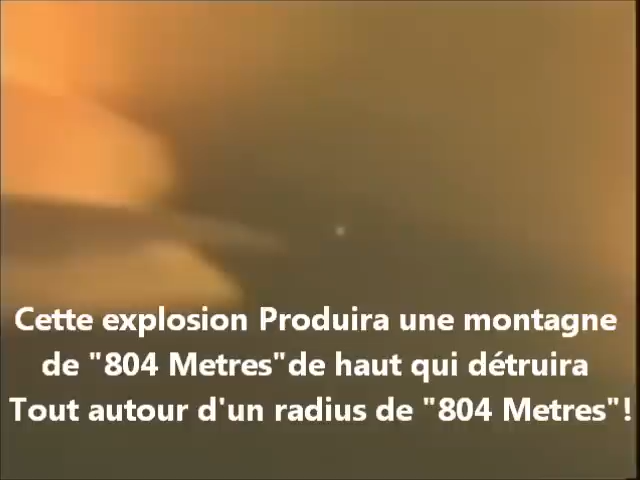 Cette explosion Produira une montagne
de "804 Metres"de haut qui détruira
Tout autour d'un radius de "804 Metres"!